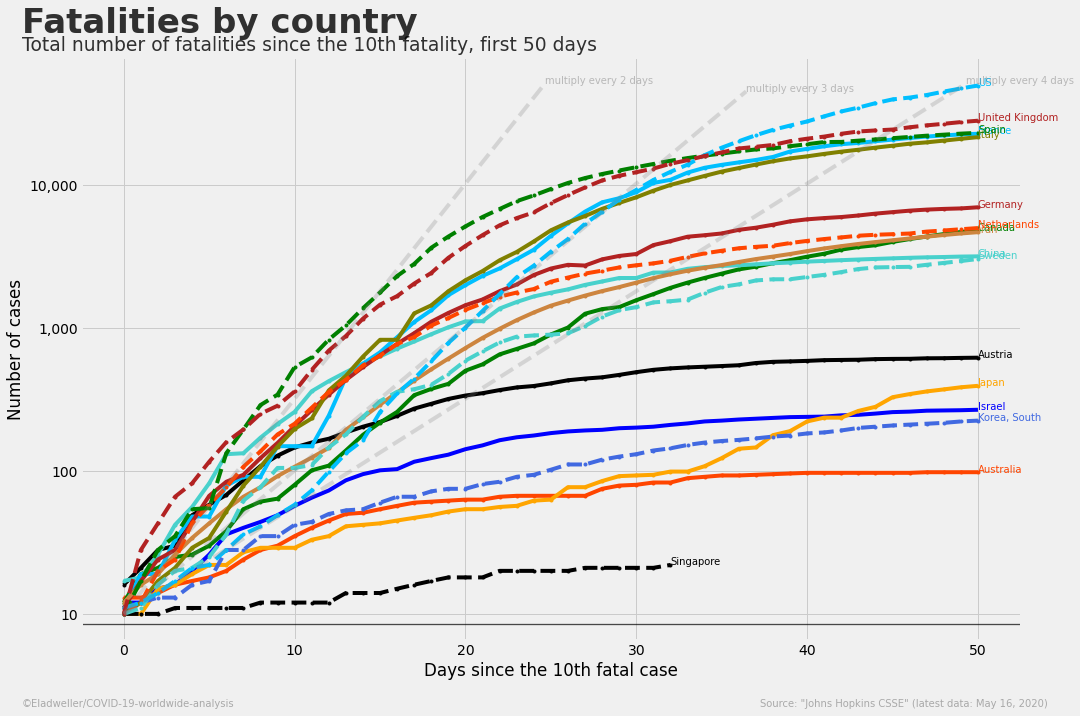 Fatalities by country
Total number of fatalities since the 10th fatality, first 50 days
multiply every 2 days
multiply every 3 days
multiply every 4 days
US
United Kingdom
Spain
Italy
10,000
Germany
Netherlands
Canada
China
Sweden
1,000
Austria
Japan
Israel
Korea, South
100
Australia
Singapore
10
Number of cases
0
10
20
30
40
50
Days since the 10th fatal case
©Eladweller/COVID-19-worldwide-analysis
Source: "Johns Hopkins CSSE" (latest data: May 16, 2020)